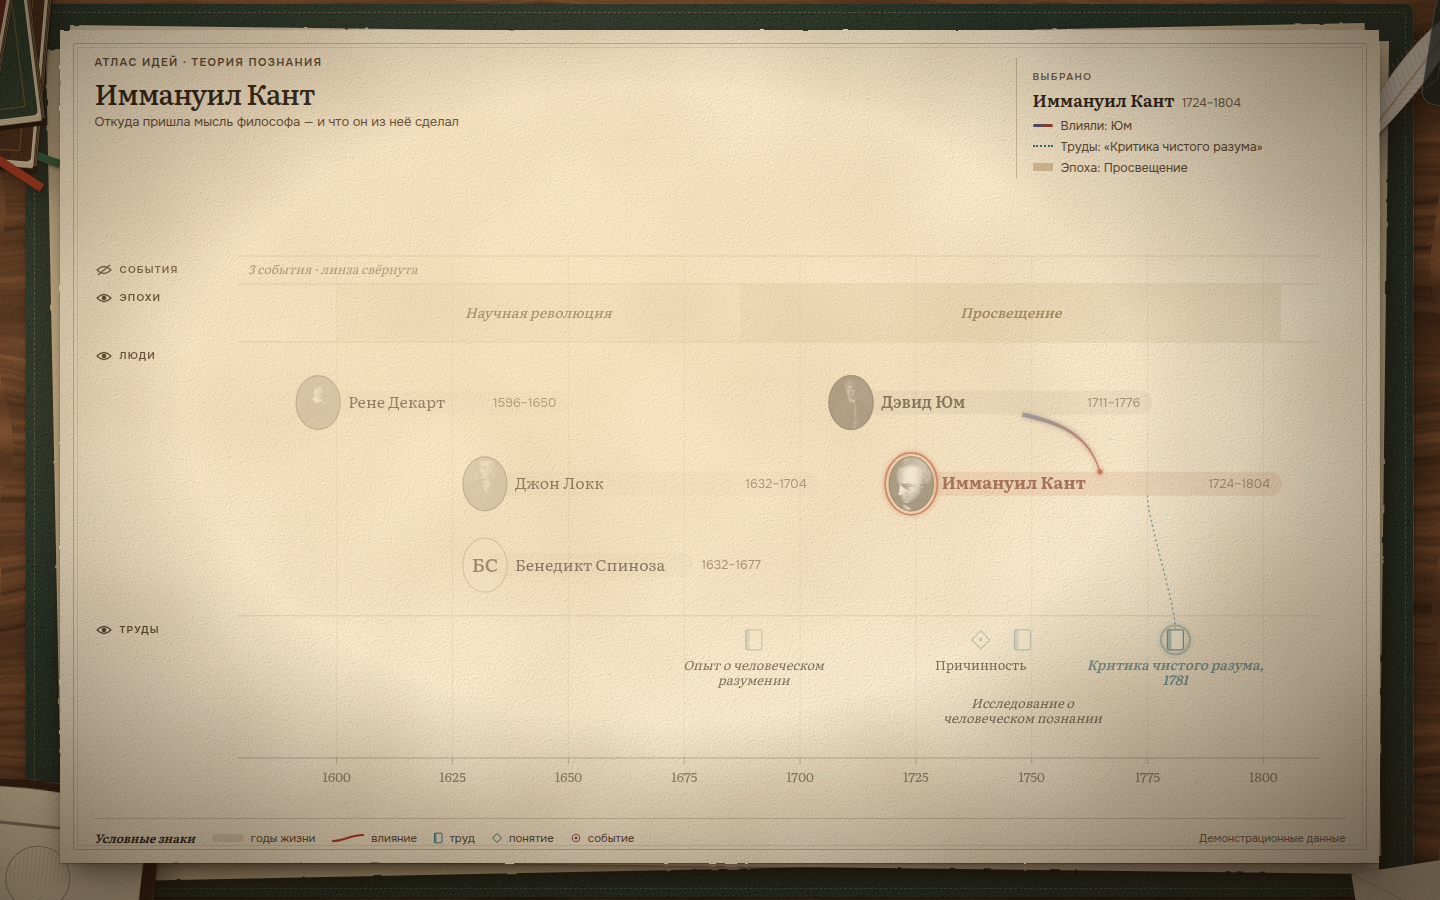 АТЛАС ИДЕЙ · ТЕОРИЯ ПОЗНАНИЯ
Иммануил Кант
Откуда пришла мысль философа — и что он из неё сделал
ВЫБРАНО
Иммануил Кант 1724–1804
Влияли: Юм
Труды: «Критика чистого разума»
Эпоха: Просвещение
СОБЫТИЯ
3 события · линза свёрнута
ЭПОХИ
Научная революция
Просвещение
ЛЮДИ
Рене Декарт 1596–1650
Дэвид Юм 1711–1776
Джон Локк 1632–1704
Иммануил Кант 1724–1804
БС Бенедикт Спиноза 1632–1677
ТРУДЫ
Опыт о человеческом
разумении
Причинность
Критика чистого разума,
1781
Исследование о
человеческом познании
1600 1625 1650 1675 1700 1725 1750 1775 1800
Условные знаки годы жизни влияние труд понятие событие
Демонстрационные данные